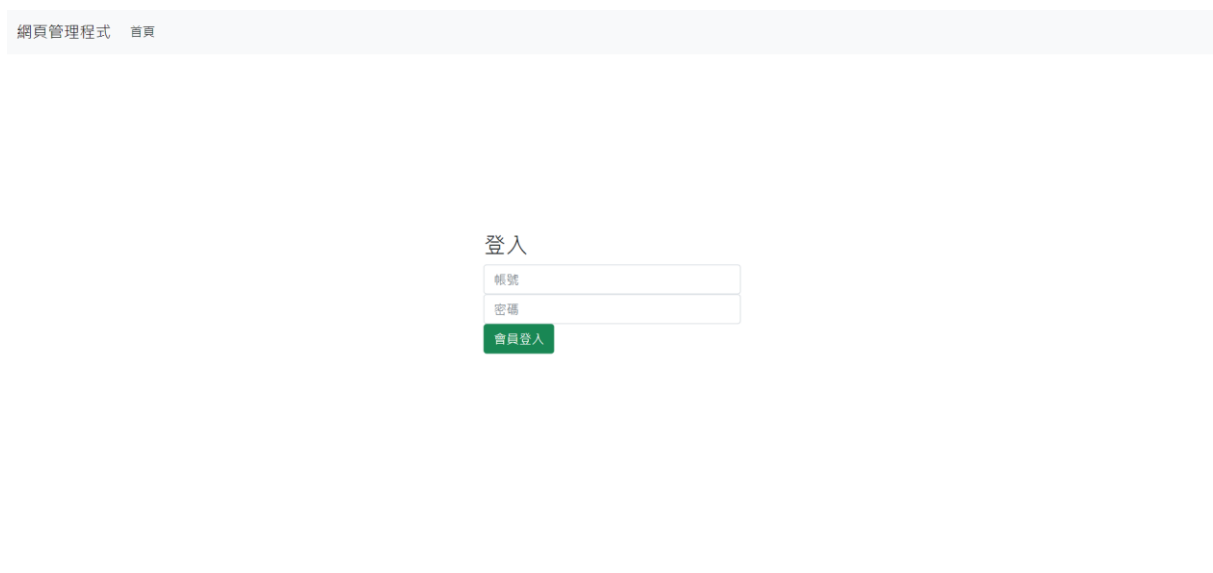 網頁管理程式 首頁
登入
帳號
密碼
會員登入